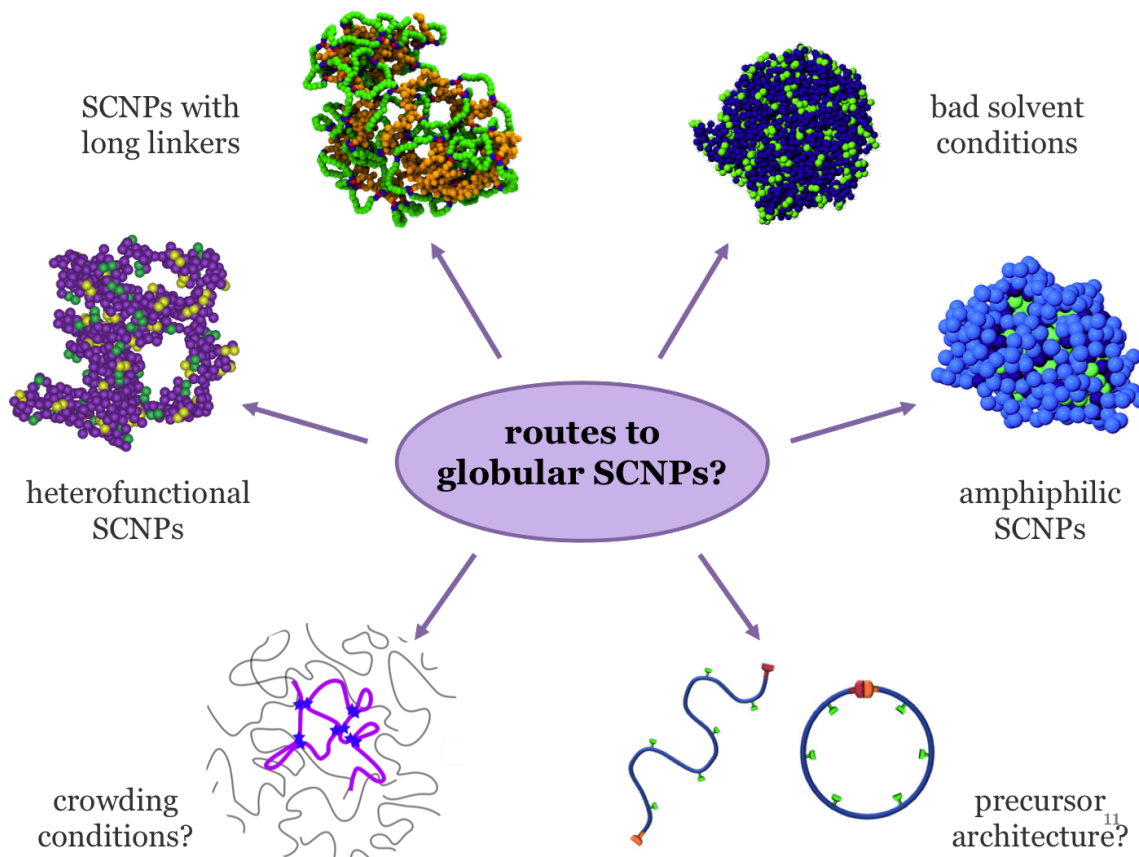 SCNPs with
long linkers
bad solvent
conditions
routes to
globular SCNPs?
heterofunctional
SCNPs
amphiphilic
SCNPs
crowding
conditions?
precursor
architecture?
11